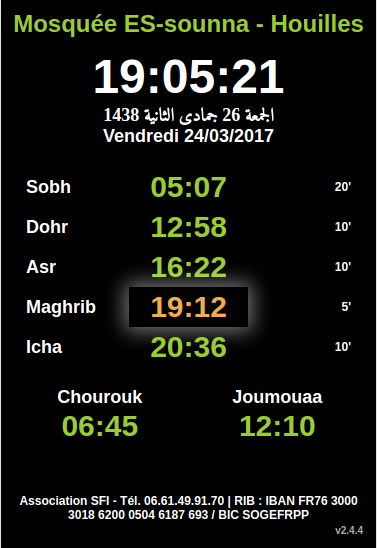 Mosquée ES-sounna - Houilles
19:05:21
الجمعة 26 جمادى الثانية 1438
Vendredi 24/03/2017
Sobh 05:07 20'
Dohr 12:58 10'
Asr 16:22 10'
Maghrib 19:12 5'
Icha 20:36 10'
Chourouk Joumouaa
06:45 12:10
Association SFI - Tél. 06.61.49.91.70 | RIB : IBAN FR76 3000
3018 6200 0504 6187 693 / BIC SOGEFRPP
v2.4.4